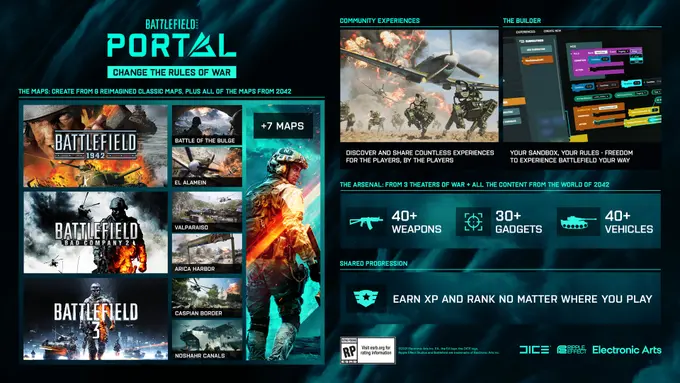 BATTLEFIELD
PORTAL
CHANGE THE RULES OF WAR
THE MAPS: CREATE FROM 6 REIMAGINED CLASSIC MAPS, PLUS ALL OF THE MAPS FROM 2042
BATTLEFIELD
1942
BATTLE OF THE BULGE
EL ALAMEIN
BATTLEFIELD
BAD COMPANY 2
VALPARAISO
ARICA HARBOR
BATTLEFIELD
3
CASPIAN BORDER
NOSHAHR CANALS
+7 MAPS
COMMUNITY EXPERIENCES
DISCOVER AND SHARE COUNTLESS EXPERIENCES
FOR THE PLAYERS, BY THE PLAYERS
THE BUILDER
YOUR SANDBOX, YOUR RULES - FREEDOM
TO EXPERIENCE BATTLEFIELD YOUR WAY
THE ARSENAL: FROM 3 THEATERS OF WAR + ALL THE CONTENT FROM THE WORLD OF 2042
40+
WEAPONS
30+
GADGETS
40+
VEHICLES
SHARED PROGRESSION
EARN XP AND RANK NO MATTER WHERE YOU PLAY
RP
Visit esrb.org for
rating information
DICE
RIPPLE
EFFECT
Electronic Arts